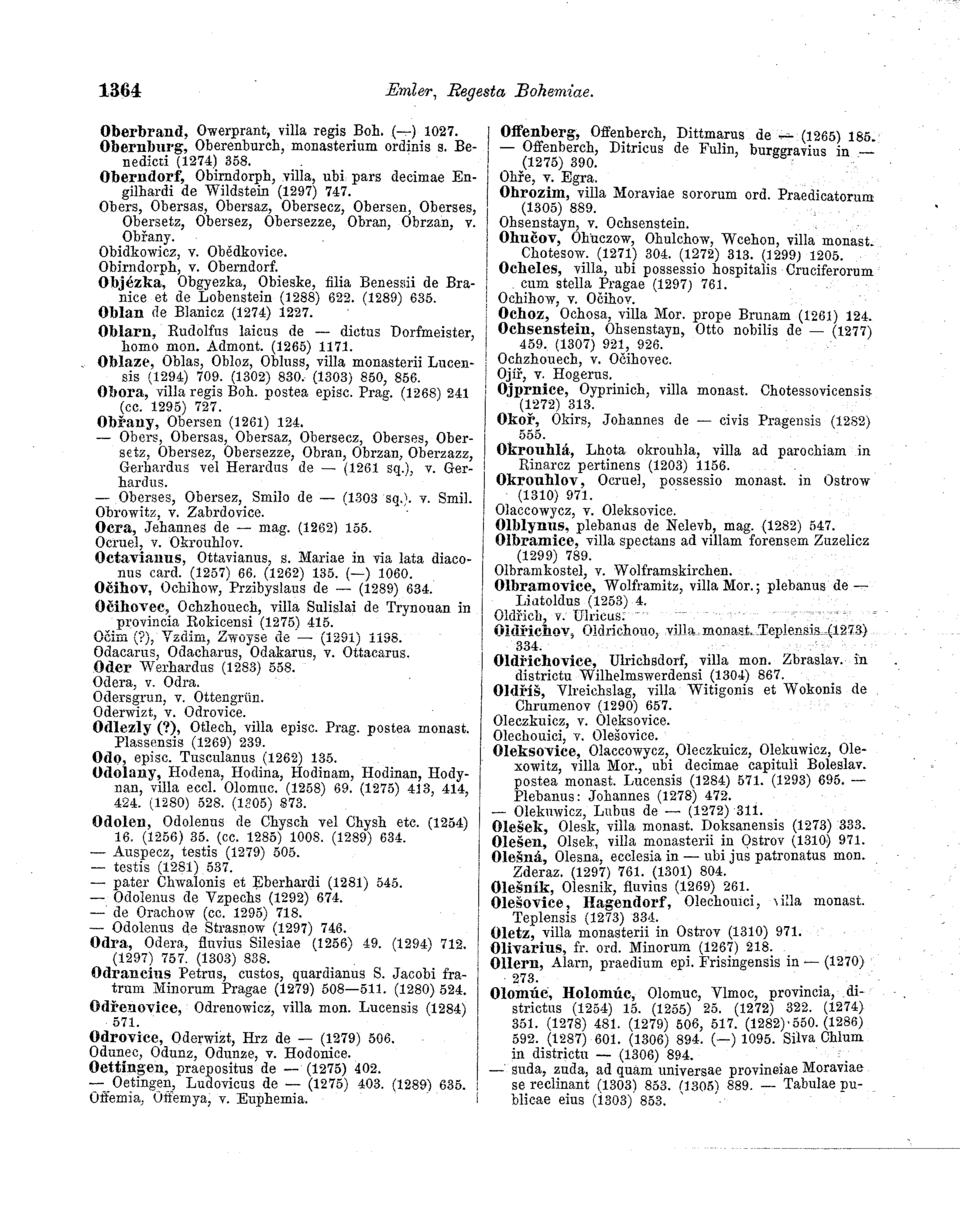 1364
Emler, Regesta Bohemiae.
Oberbrand, Owerprant, villa regis Boh. (—) 1027.
Obernburg, Oberenburch, monasterium ordinis s. Be-
nedicti (1274) 358.
Oberndorf, Obirndorph, villa, ubi pars decimae En-
gilhardi de Wildstein (1297) 747.
Obers, Obersas, Obersaz, Obersecz, Obersen, Oberses,
Obersetz, Obersez, Obersezze, Obran, Obrzan, v.
Obřany.
Obidkowicz, v. Obědkovice.
Obirndorph, v. Oberndorf.
Objézka, Obgyezka, Obieske, filia Benessii de Bra-
nice et de Lobenstein (1288) 622. (1289) 635.
Oblan de Blanicz (1274) 1227.
Oblarn, Rudolfus laicus de — dictus Dorfmeister,
homo mon. Admont. (1265) 1171.
Oblaze, Oblas, Obloz, Obluss, villa monasterii Lucen-
sis (1294) 709. (1302) 830. (1303) 850, 856.
Obora, villa regis Boh. postea episc. Prag. (1268) 241
(cc. 1295) 727.
Obřany, Obersen (1261) 124.
— Obers, Obersas, Obersaz, Obersecz, Oberses, Ober-
setz, Obersez, Obersezze, Obran, Obrzan, Oberzazz,
Gerhardus vel Herardus de — (1261 sq.), v. Ger-
hardus.
— Oberses, Obersez, Smilo de — (1303 sq.). v. Smil.
Obrowitz, v. Zabrdovice.
Ocra, Jehannes de — mag. (1262) 155.
Ocruel, v. Okrouhlov.
Octavianus, Ottavianus, s. Mariae in via lata diaco-
nus card. (1257) 66. (1262) 135. (—) 1060.
Očihov, Ochihow, Przibyslaus de — (1289) 634.
Očihovec, Ochzhouech, villa Sulislai de Trynouan in
provincia Rokicensi (1275) 415.
Očim (?), Vzdim, Zwoyse de — (1291) 1198.
Odacarus, Odacharus, Odakarus, v. Ottacarus.
Oder Werhardus (1283) 558.
Odera, v. Odra.
Odersgrun, v. Ottengrün.
Oderwizt, v. Odrovice.
Odlezly (?), Otlech, villa episc. Prag. postea monast.
Plassensis (1269) 239.
Odo, episc. Tusculanus (1262) 135.
Odolany, Hodena, Hodina, Hodinam, Hodinan, Hody-
nan, villa eccl. Olomuc. (1258) 69. (1275) 413, 414,
424. (1280) 528. (1305) 873.
Odolen, Odolenus de Chysch vel Chysh etc. (1254)
16. (1256) 35. (cc. 1285) 1008. (1289) 634.
— Auspecz, testis (1279) 505.
— testis (1281) 537.
— pater Chwalonis et Eberhardi (1281) 545.
— Odolenus de Vzpechs (1292) 674.
— de Orachow (cc. 1295) 718.
— Odolenus de Strasnow (1297) 746.
Odra, Odera, fluvius Silesiae (1256) 49. (1294) 712.
(1297) 757. (1303) 838.
Odrancius Petrus, custos, quardianus S. Jacobi fra-
trum Minorum Pragae (1279) 508—511. (1280) 524.
Odřenovice, Odrenowicz, villa mon. Lucensis (1284)
571.
Odrovice, Oderwizt, Hrz de — (1279) 506.
Odunec, Odunz, Odunze, v. Hodonice.
Oettingen, praepositus de — (1275) 402.
— Oetingen, Ludovicus de — (1275) 403. (1289) 635.
Offemia, Offemya, v. Euphemia.
Offenberg, Offenberch, Dittmarus de — (1265) 185.
— Offenberch, Ditricus de Fulin, burggravius in —
(1275) 390.
Ohře, v. Egra.
Ohrozim, villa Moraviae sororum ord. Praedicatorum
(1305) 889.
Ohsenstayn, v. Ochsenstein.
Ohučov, Ohuczow, Ohulchow, Wcehon, villa monast.
Chotesow. (1271) 304. (1272) 313. (1299) 1205.
Ocheles, villa, ubi possessio hospitalis Cruciferorum
cum stella Pragae (1297) 761.
Ochihow, v. Očihov.
Ochoz, Ochosa, villa Mor. prope Brunam (1261) 124.
Ochsenstein, Ohsenstayn, Otto nobilis de — (1277)
459. (1307) 921, 926.
Ochzhouech, v. Očihovec.
Ojíř, v. Hogerus.
Ojprnice, Oyprinich, villa monast. Chotessovicensis
(1272) 313.
Okoř, Okirs, Johannes de — civis Pragensis (1282)
555.
Okrouhlá, Lhota okrouhla, villa ad parochiam in
Rinarcz pertinens (1203) 1156.
Okrouhlov, Ocruel, possessio monast. in Ostrow
(1310) 971.
Olaccowycz, v. Oleksovice.
Olblynus, plebanus de Nelevb, mag. (1282) 547.
Olbramice, villa spectans ad villam forensem Zuzelicz
(1299) 789.
Olbramkostel, v. Wolframskirchen.
Olbramovice, Wolframitz, villa Mor.; plebanus de —
Liutoldus (1253) 4.
Oldřich, v. Ulricus.
Oldřichov, Oldrichouo, villa monast. Teplensis (1273)
334.
Oldřichovice, Ulrichsdorf, villa mon. Zbraslav. in
districtu Wilhelmswerdensi (1304) 867.
Oldřiš, Vlreichslag, villa Witigonis et Wokonis de
Chrumenov (1290) 657.
Oleczkuicz, v. Oleksovice.
Olechouici, v. Olešovice.
Oleksovice, Olaccowycz, Oleczkuicz, Olekuwicz, Ole-
xowitz, villa Mor., ubi decimae capituli Boleslav.
postea monast. Lucensis (1284) 571. (1293) 695. —
Plebanus: Johannes (1278) 472.
— Olekuwicz, Lubus de — (1272) 311.
Olešek, Olesk, villa monast. Doksanensis (1273) 333.
Olešen, Olsek, villa monasterii in Ostrov (1310) 971.
Olešná, Olesna, ecclesia in — ubi jus patronatus mon.
Zderaz. (1297) 761. (1301) 804.
Olešník, Olesnik, fluvius (1269) 261.
Olešovice, Hagendorf, Olechouici, villa monast.
Teplensis (1273) 334.
Oletz, villa monasterii in Ostrov (1310) 971.
Olivarius, fr. ord. Minorum (1267) 218.
Ollern, Alarn, praedium epi. Frisingensis in — (1270)
273.
Olomúc, Holomúc, Olomuc, Vlmoc, provincia, di-
strictus (1254) 15. (1255) 25. (1272) 322. (1274)
351. (1278) 481. (1279) 506, 517. (1282) 550. (1286)
592. (1287) 601. (1306) 894. (—) 1095. Silva Chlum
in districtu — (1306) 894.
— suda, zuda, ad quam universae provineiae Moraviae
se reclinant (1303) 853. (1305) 889. — Tabulae pu-
blicae eius (1303) 853.